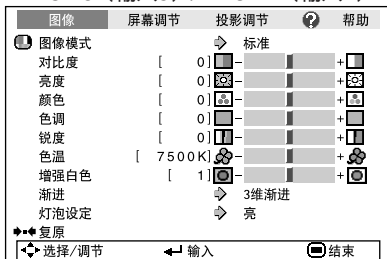 图像 屏幕调节 投影调节 ? 帮助
图像模式 标准
对比度 [ 0] - +
亮度 [ 0] - +
颜色 [ 0] - +
色调 [ 0] - +
锐度 [ 0] - +
色温 [ 7500K] - +
增强白色 [ 1] - +
渐进 3维渐进
灯泡设定 亮
复原
选择/调节 输入 结束